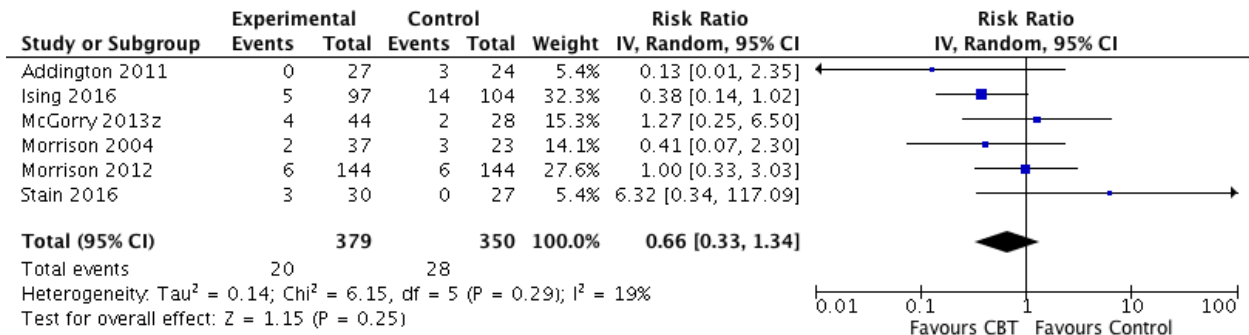 Experimental Control Risk Ratio Risk Ratio
Study or Subgroup Events Total Events Total Weight IV, Random, 95% CI IV, Random, 95% CI
Addington 2011 0 27 3 24 5.4% 0.13 [0.01, 2.35]
Ising 2016 5 97 14 104 32.3% 0.38 [0.14, 1.02]
McGorry 2013z 4 44 2 28 15.3% 1.27 [0.25, 6.50]
Morrison 2004 2 37 3 23 14.1% 0.41 [0.07, 2.30]
Morrison 2012 6 144 6 144 27.6% 1.00 [0.33, 3.03]
Stain 2016 3 30 0 27 5.4% 6.32 [0.34, 117.09]
Total (95% CI) 379 350 100.0% 0.66 [0.33, 1.34]
Total events 20 28
Heterogeneity: Tau² = 0.14; Chi² = 6.15, df = 5 (P = 0.29); I² = 19%
Test for overall effect: Z = 1.15 (P = 0.25)
0.01 0.1 1 10 100
Favours CBT Favours Control